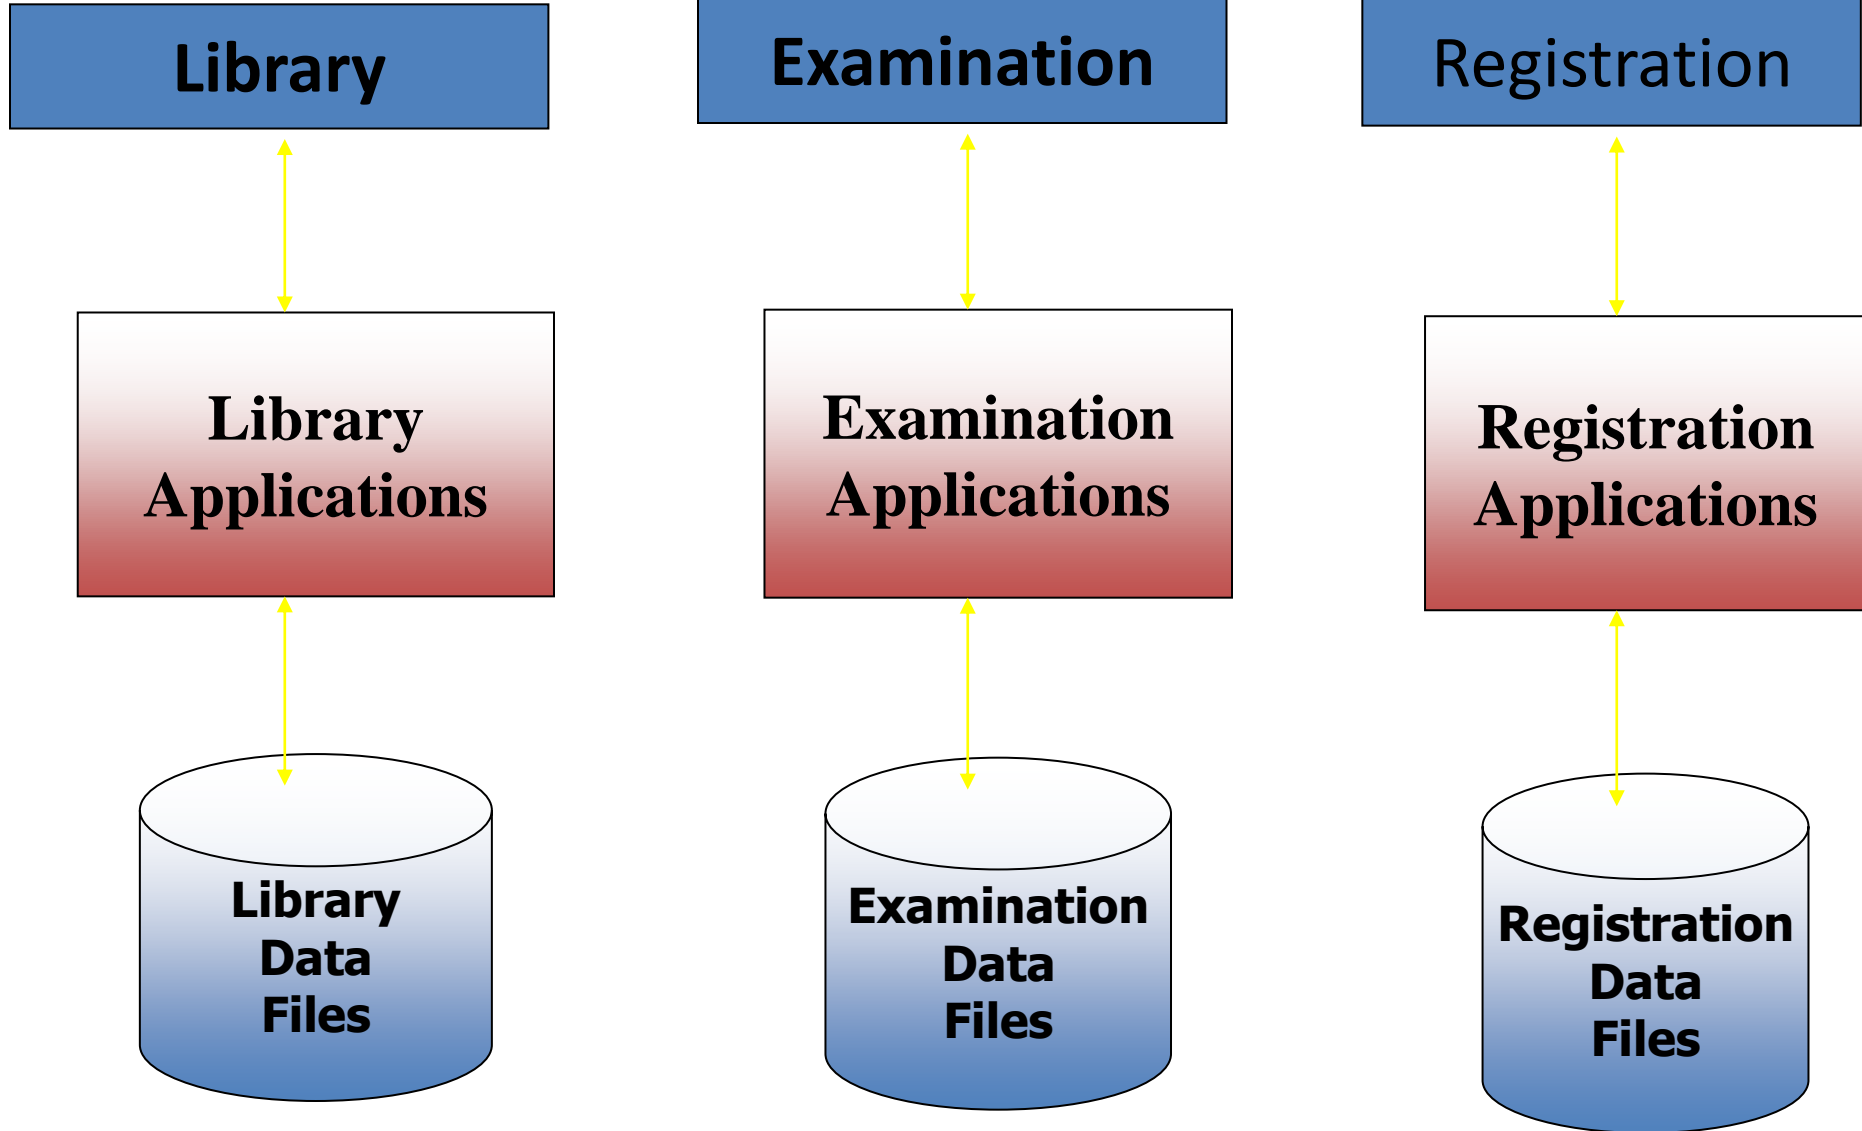 Library
Examination
Registration
Library
Applications
Examination
Applications
Registration
Applications
Library
Data
Files
Examination
Data
Files
Registration
Data
Files